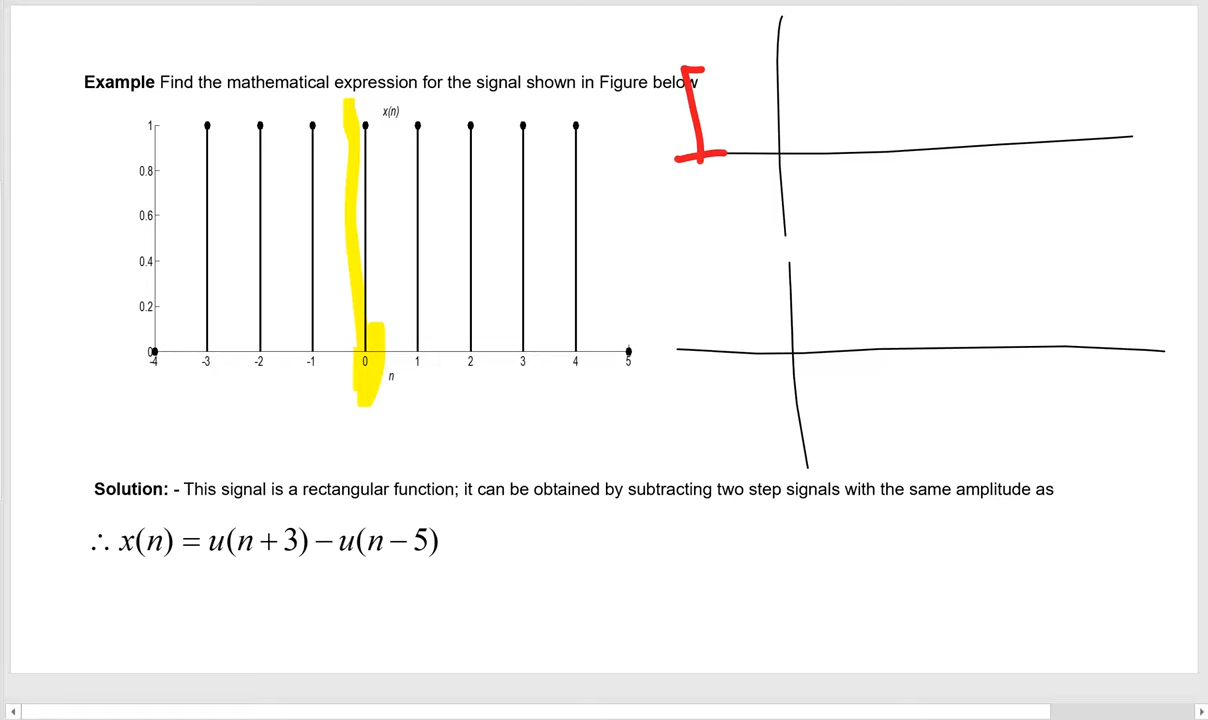 Example Find the mathematical expression for the signal shown in Figure below
x(n)
1
0.8
0.6
0.4
0.2
0
-4 -3 -2 -1 0 1 2 3 4 5
n
Solution: - This signal is a rectangular function; it can be obtained by subtracting two step signals with the same amplitude as
∴ x(n) = u(n + 3) − u(n − 5)